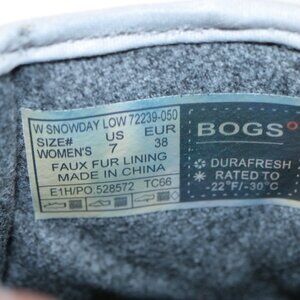 W SNOWDAY LOW 72239-050
SIZE# US EUR
WOMEN'S 7 38
FAUX FUR LINING
MADE IN CHINA
E1H/PO 528572 TC66
BOGS
DURAFRESH
RATED TO
-22°F/-30°C